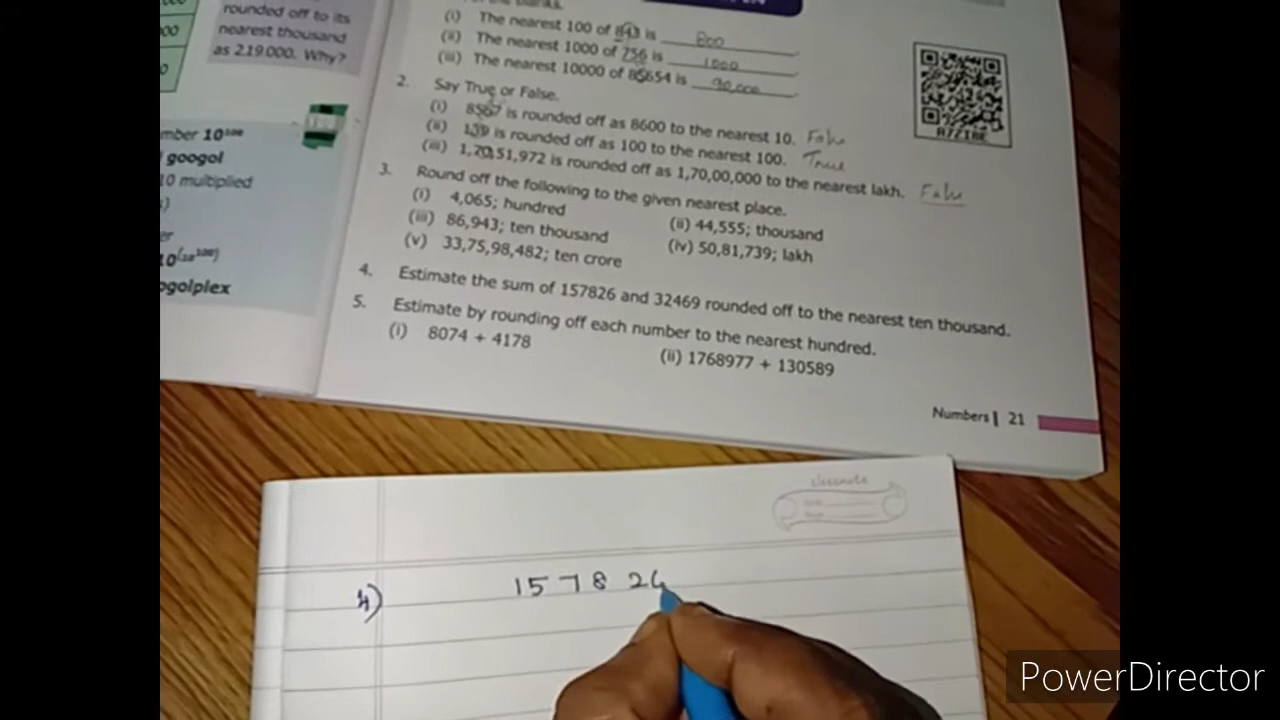 rounded off to its
nearest thousand
as 219000. Why?
mber 10¹⁰⁰
googol
10 multiplied
ogolplex
(i) The nearest 100 of 843 is 800.
(ii) The nearest 1000 of 756 is 1000.
(iii) The nearest 10000 of 85654 is 90,000.
2. Say True or False.
(i) 8567 is rounded off as 8600 to the nearest 10. False
(ii) 139 is rounded off as 100 to the nearest 100. True
(iii) 1,70,51,972 is rounded off as 1,70,00,000 to the nearest lakh. False
3. Round off the following to the given nearest place.
(i) 4,065; hundred (ii) 44,555; thousand
(iii) 86,943; ten thousand (iv) 50,81,739; lakh
(v) 33,75,98,482; ten crore
4. Estimate the sum of 157826 and 32469 rounded off to the nearest ten thousand.
5. Estimate by rounding off each number to the nearest hundred.
(i) 8074 + 4178 (ii) 1768977 + 130589
Numbers | 21
classmate
4) 1578 26
PowerDirector